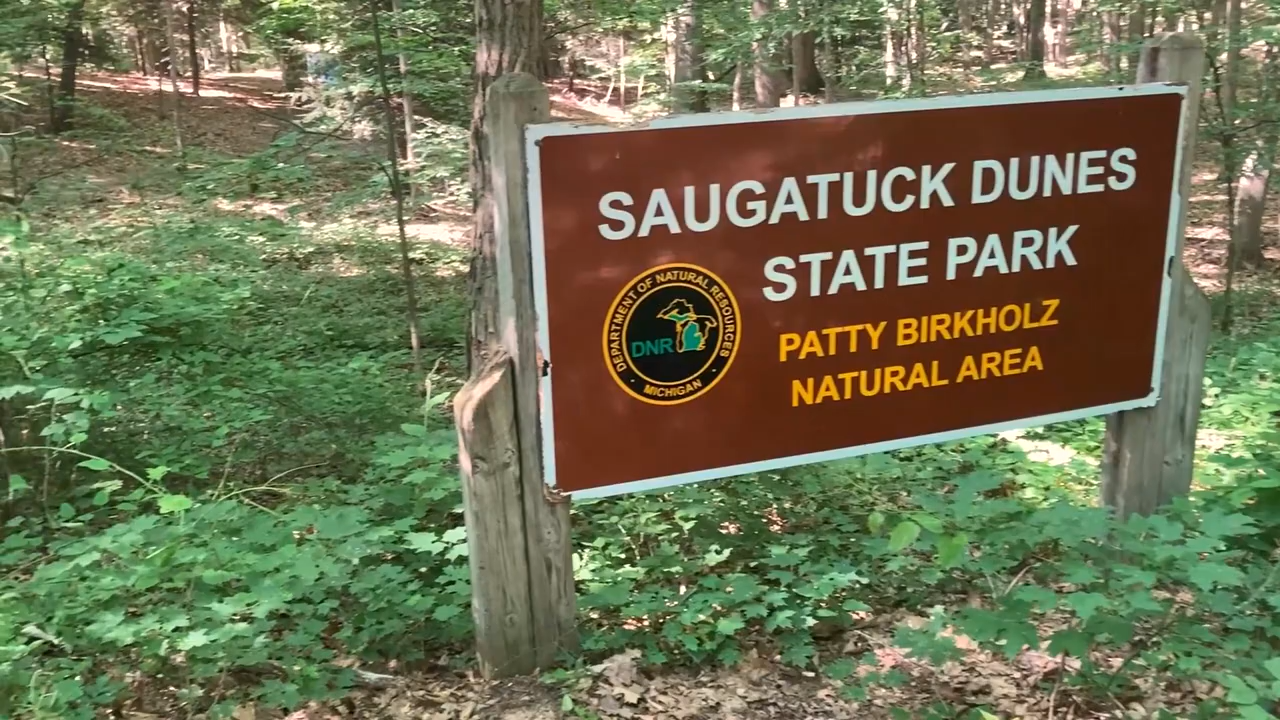 SAUGATUCK DUNES
STATE PARK
PATTY BIRKHOLZ
NATURAL AREA
DEPARTMENT OF NATURAL RESOURCES
DNR
MICHIGAN